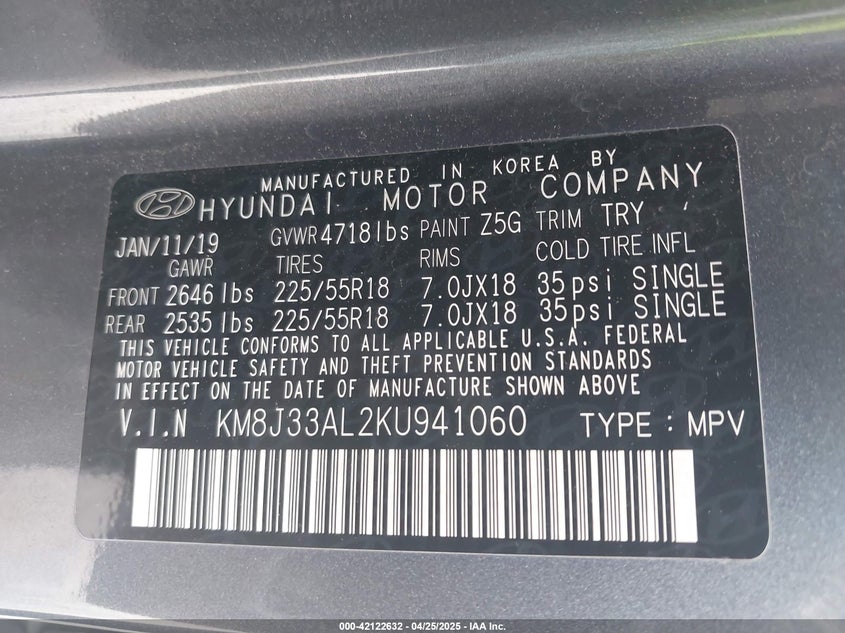 MANUFACTURED IN KOREA BY
HYUNDAI MOTOR COMPANY
JAN/11/19 GVWR 4718lbs PAINT Z5G TRIM TRY
GAWR TIRES RIMS COLD TIRE INFL
FRONT 2646 lbs 225/55R18 7.0JX18 35psi SINGLE
REAR 2535 lbs 225/55R18 7.0JX18 35psi SINGLE
THIS VEHICLE CONFORMS TO ALL APPLICABLE U.S.A. FEDERAL
MOTOR VEHICLE SAFETY AND THEFT PREVENTION STANDARDS
IN EFFECT ON THE DATE OF MANUFACTURE SHOWN ABOVE
V.I.N KM8J33AL2KU941060 TYPE : MPV
000-42122632 - 04/25/2025 - IAA Inc.